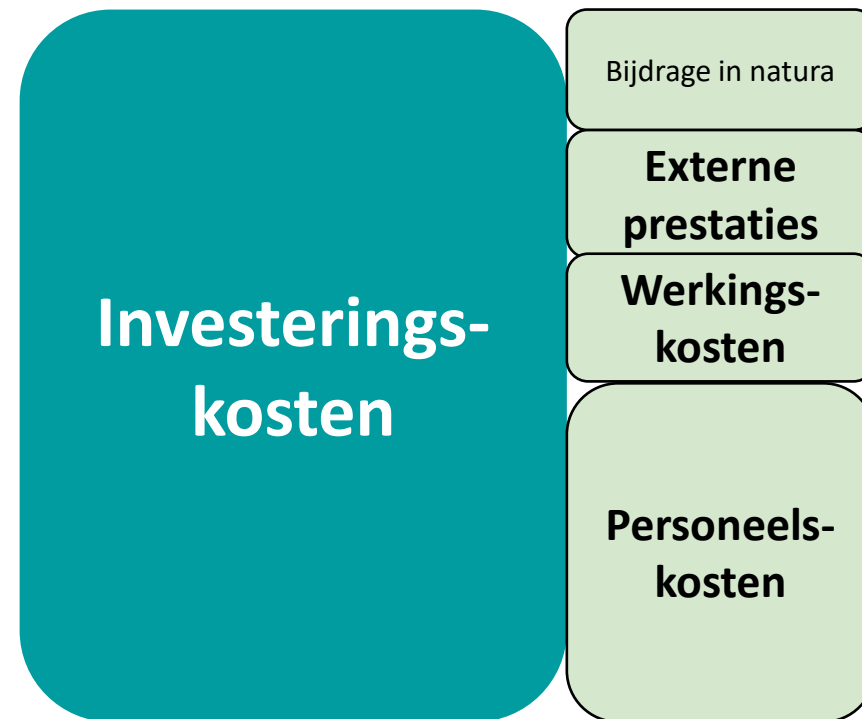 Investerings-
kosten
Bijdrage in natura
Externe
prestaties
Werkings-
kosten
Personeels-
kosten